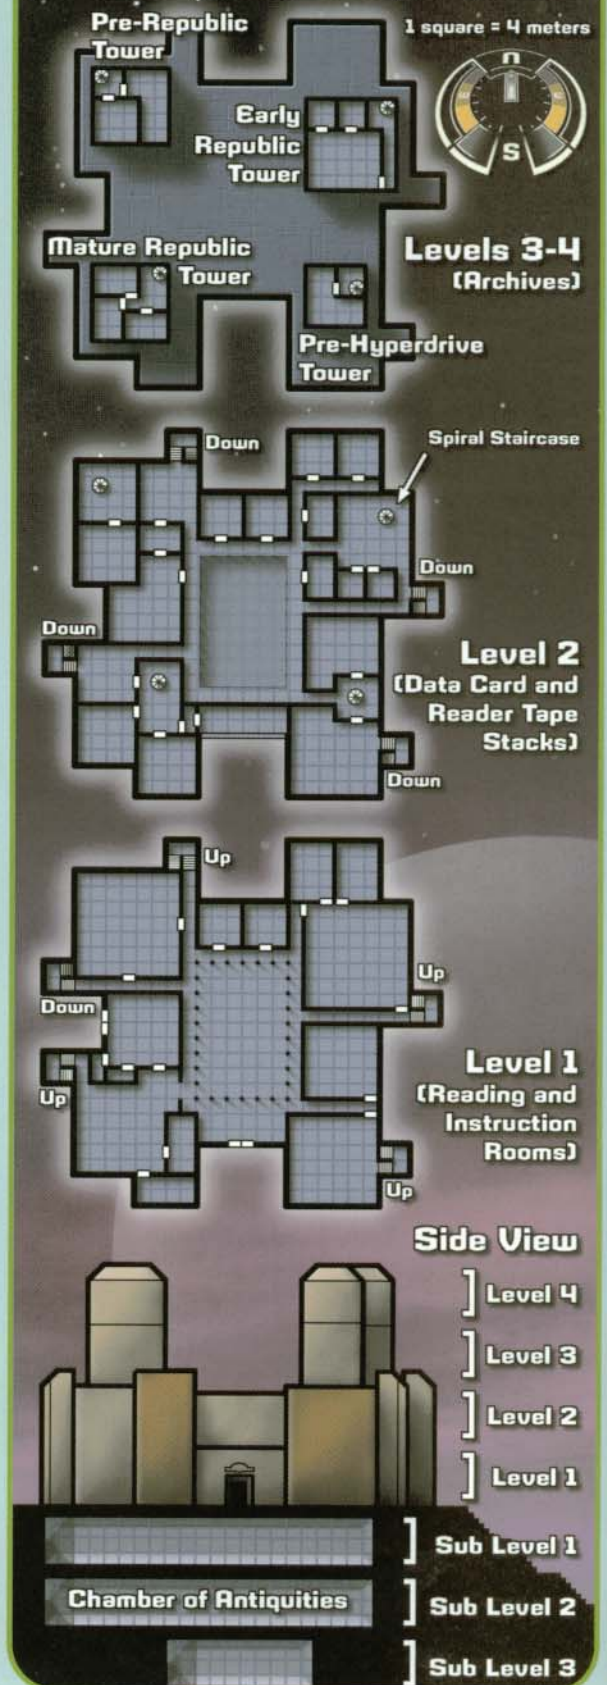 Pre-Republic
Tower
1 square = 4 meters
N
S
Early
Republic
Tower
Mature Republic
Tower
Levels 3-4
(Archives)
Pre-Hyperdrive
Tower
Down
Spiral Staircase
Down
Down
Level 2
(Data Card and
Reader Tape
Stacks)
Down
Up
Up
Down
Level 1
(Reading and
Instruction
Rooms)
Up
Up
Side View
Level 4
Level 3
Level 2
Level 1
Sub Level 1
Chamber of Antiquities
Sub Level 2
Sub Level 3